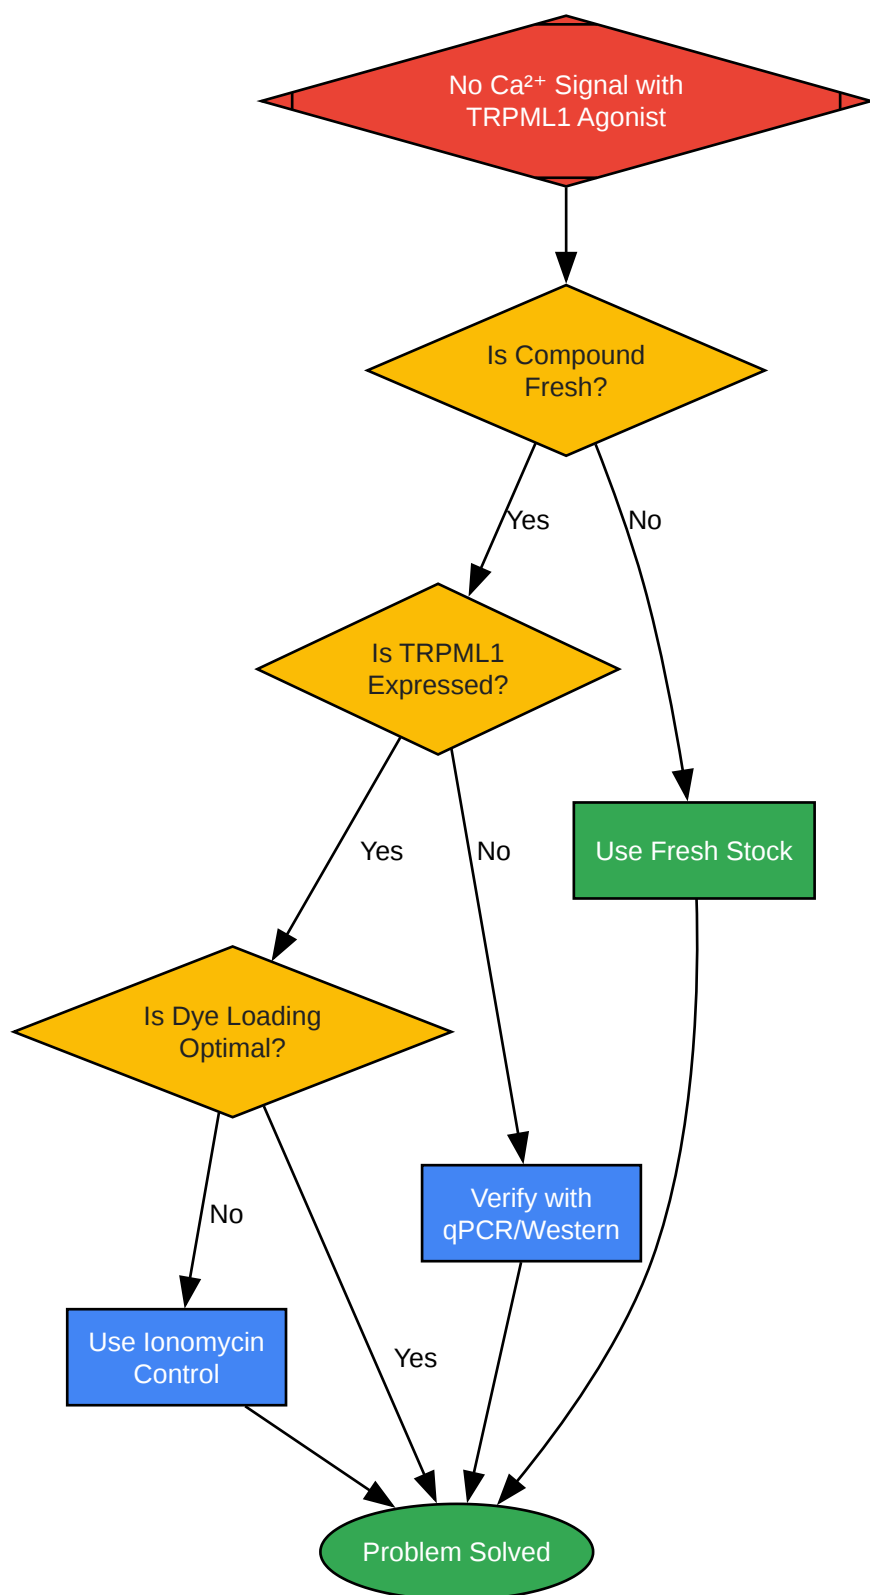 No Ca²⁺ Signal with
TRPML1 Agonist
Is Compound
Fresh?
Yes
No
Is TRPML1
Expressed?
Yes
No
Use Fresh Stock
Is Dye Loading
Optimal?
No
Verify with
qPCR/Western
Use Ionomycin
Control
Yes
Problem Solved